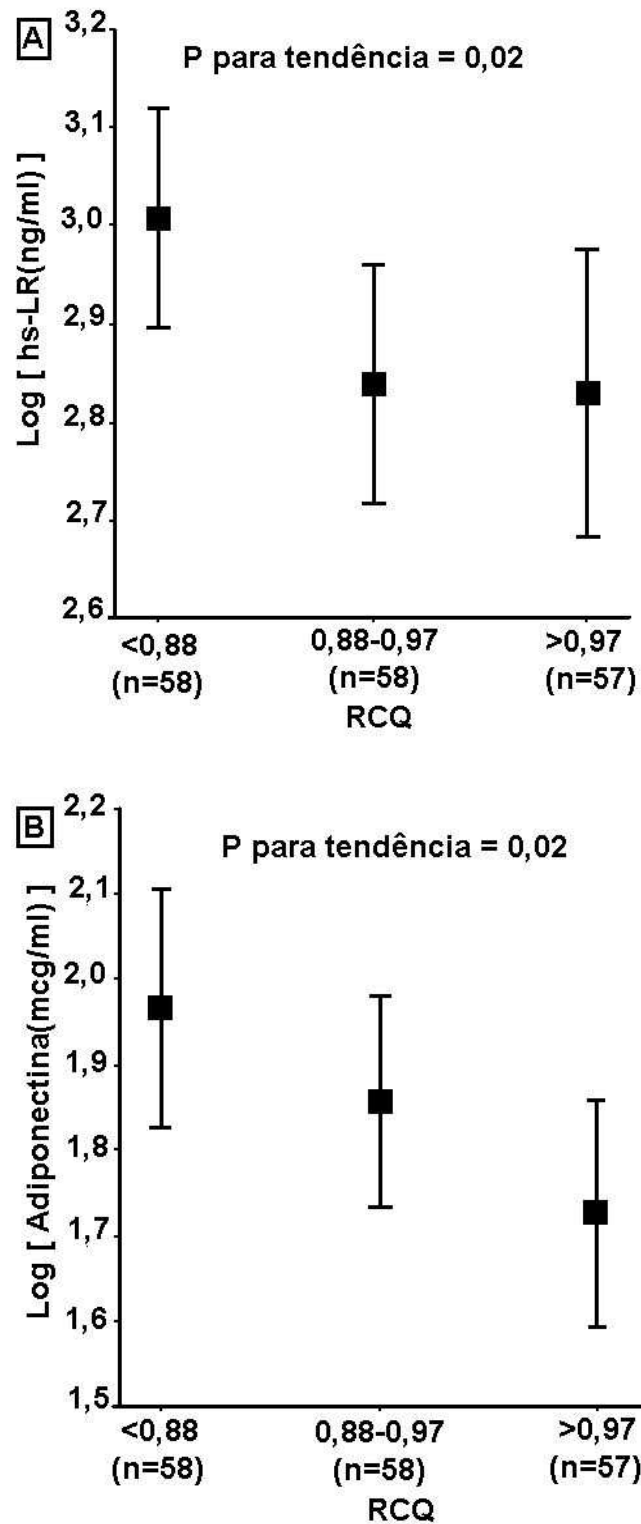 A
P para tendência = 0,02
Log [ hs-LR(ng/ml) ]
3,2
3,1
3,0
2,9
2,8
2,7
2,6
<0,88
0,88-0,97
>0,97
(n=58)
(n=58)
(n=57)
RCQ
B
P para tendência = 0,02
Log [ Adiponectina(mcg/ml) ]
2,2
2,1
2,0
1,9
1,8
1,7
1,6
1,5
<0,88
0,88-0,97
>0,97
(n=58)
(n=58)
(n=57)
RCQ